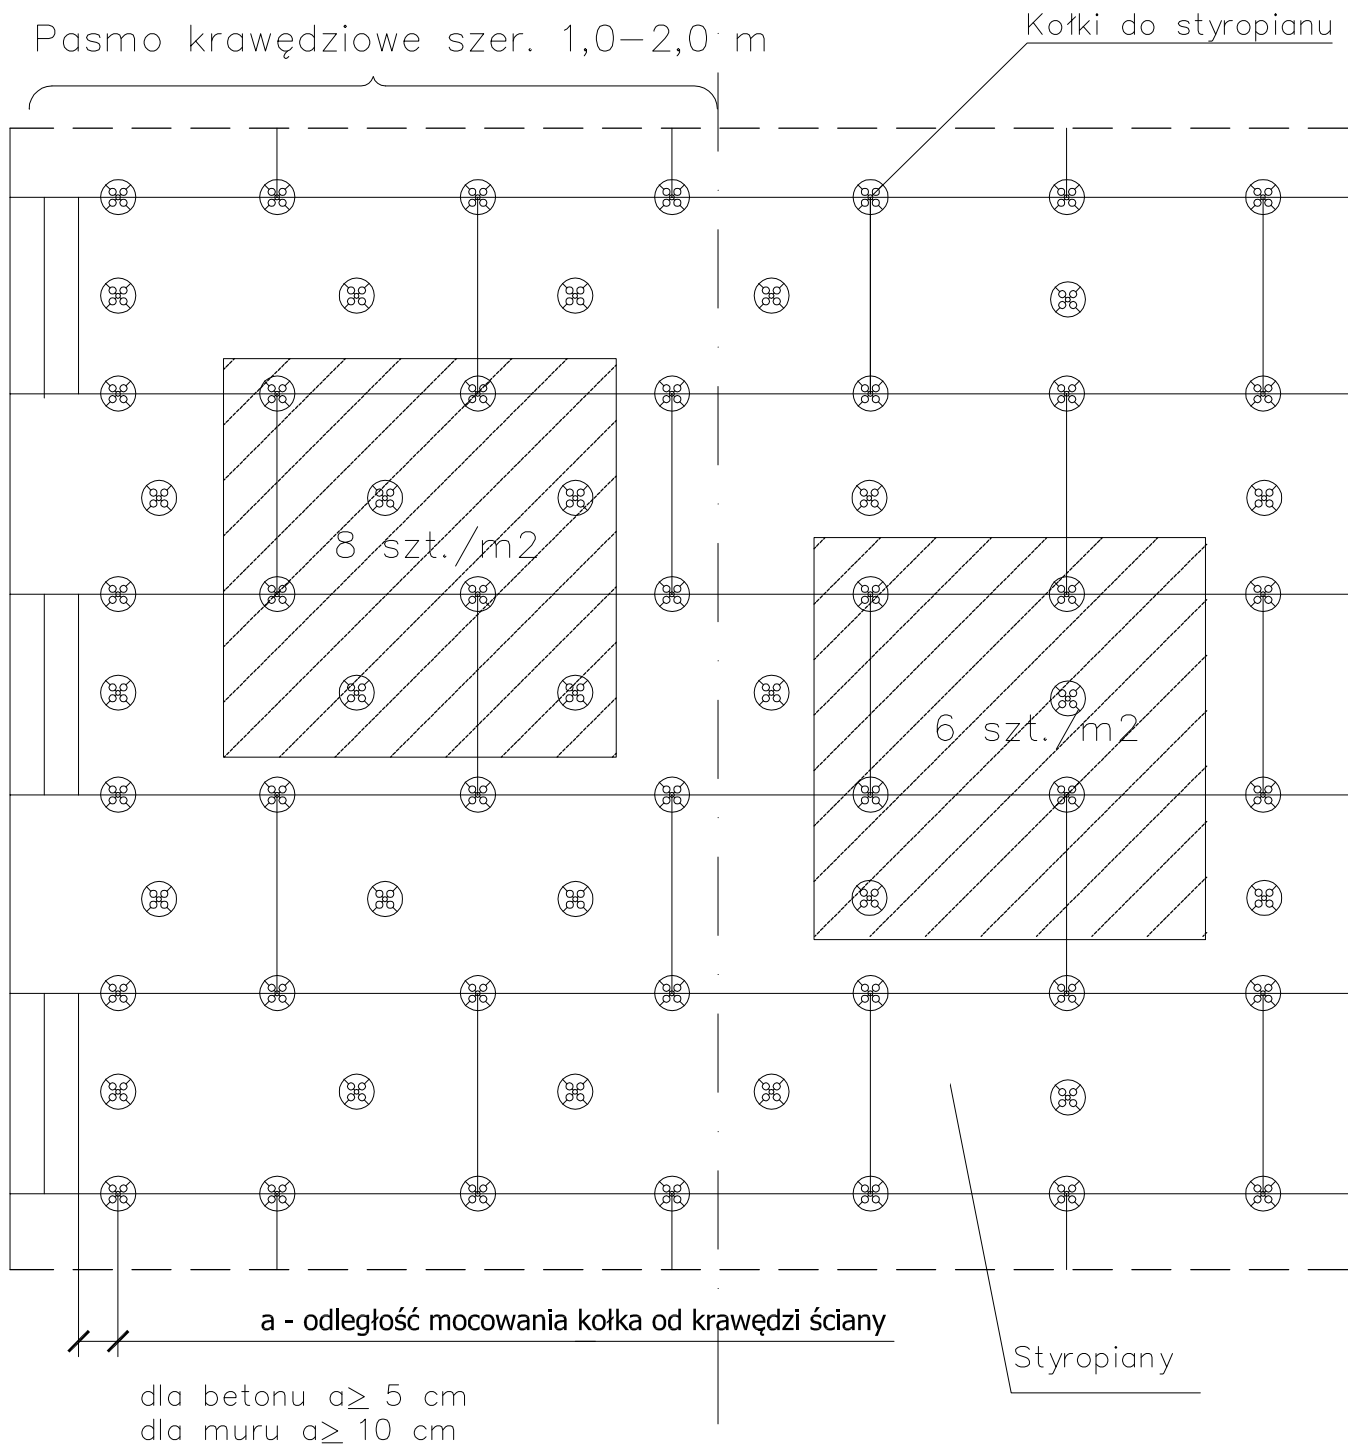 Pasmo krawędziowe szer. 1,0–2,0 m
Kołki do styropianu
8 szt./m2
6 szt./m2
a - odległość mocowania kołka od krawędzi ściany
Styropiany
dla betonu a≥ 5 cm
dla muru a≥ 10 cm